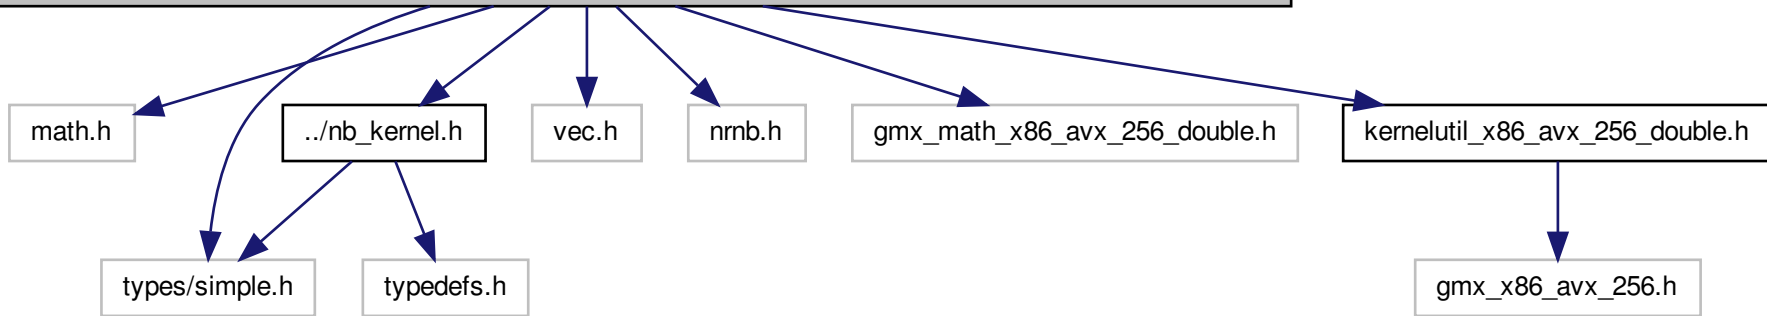 math.h
../nb_kernel.h
vec.h
nrnb.h
gmx_math_x86_avx_256_double.h
kernelutil_x86_avx_256_double.h
types/simple.h
typedefs.h
gmx_x86_avx_256.h